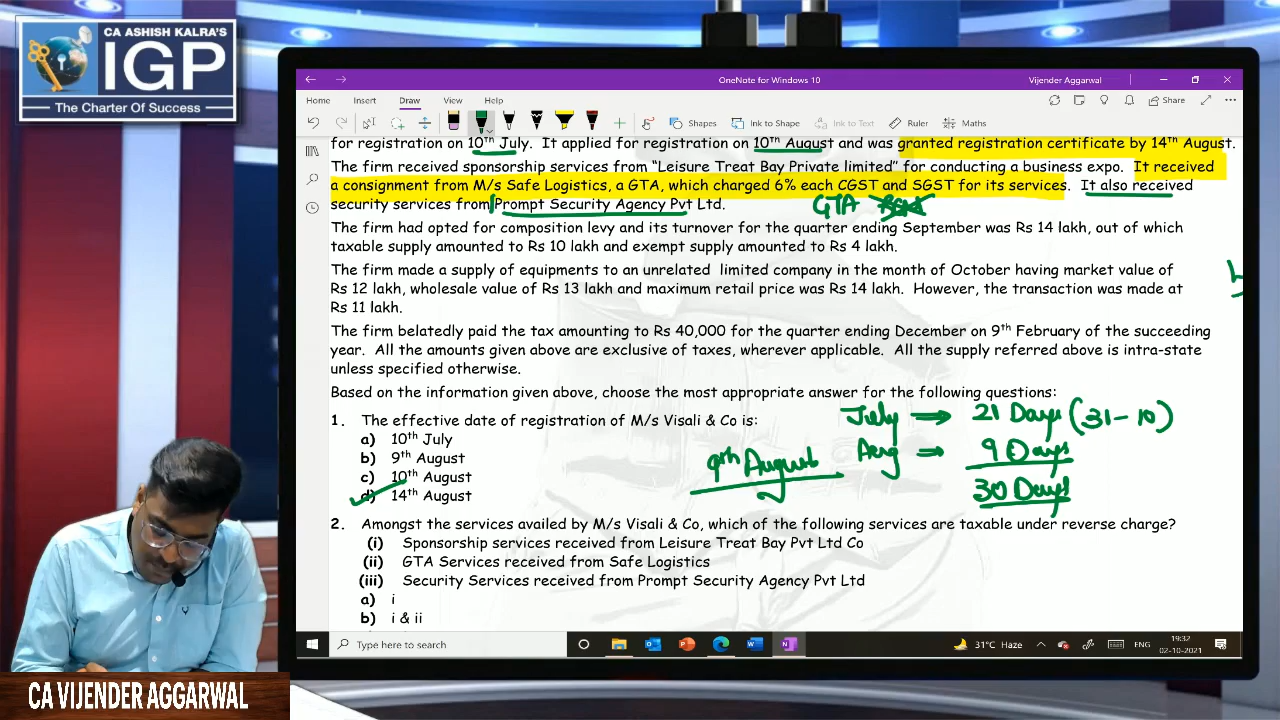 CA ASHISH KALRA'S
IGP
The Charter Of Success
OneNote for Windows 10
Vijender Aggarwal
Home Insert Draw View Help
Share
Ink to Shape Ink to Text Shapes Ruler Maths
for registration on 10th July. It applied for registration on 10th August and was granted registration certificate by 14th August.
The firm received sponsorship services from “Leisure Treat Bay Private limited” for conducting a business expo. It received
a consignment from M/s Safe Logistics, a GTA, which charged 6% each CGST and SGST for its services. It also received
security services from Prompt Security Agency Pvt Ltd.
GTA
The firm had opted for composition levy and its turnover for the quarter ending September was Rs 14 lakh, out of which
taxable supply amounted to Rs 10 lakh and exempt supply amounted to Rs 4 lakh.
The firm made a supply of equipments to an unrelated limited company in the month of October having market value of
Rs 12 lakh, wholesale value of Rs 13 lakh and maximum retail price was Rs 14 lakh. However, the transaction was made at
Rs 11 lakh.
The firm belatedly paid the tax amounting to Rs 40,000 for the quarter ending December on 9th February of the succeeding
year. All the amounts given above are exclusive of taxes, wherever applicable. All the supply referred above is intra-state
unless specified otherwise.
Based on the information given above, choose the most appropriate answer for the following questions:
1. The effective date of registration of M/s Visali & Co is:
a) 10th July
b) 9th August
c) 10th August
d) 14th August
July → 21 Days (31-10)
Aug → 9 Days
30 Days
9th August
2. Amongst the services availed by M/s Visali & Co, which of the following services are taxable under reverse charge?
(i) Sponsorship services received from Leisure Treat Bay Pvt Ltd Co
(ii) GTA Services received from Safe Logistics
(iii) Security Services received from Prompt Security Agency Pvt Ltd
a) i
b) i & ii
Type here to search
31°C Haze
ENG
19:32
02-10-2021
CA VIJENDER AGGARWAL